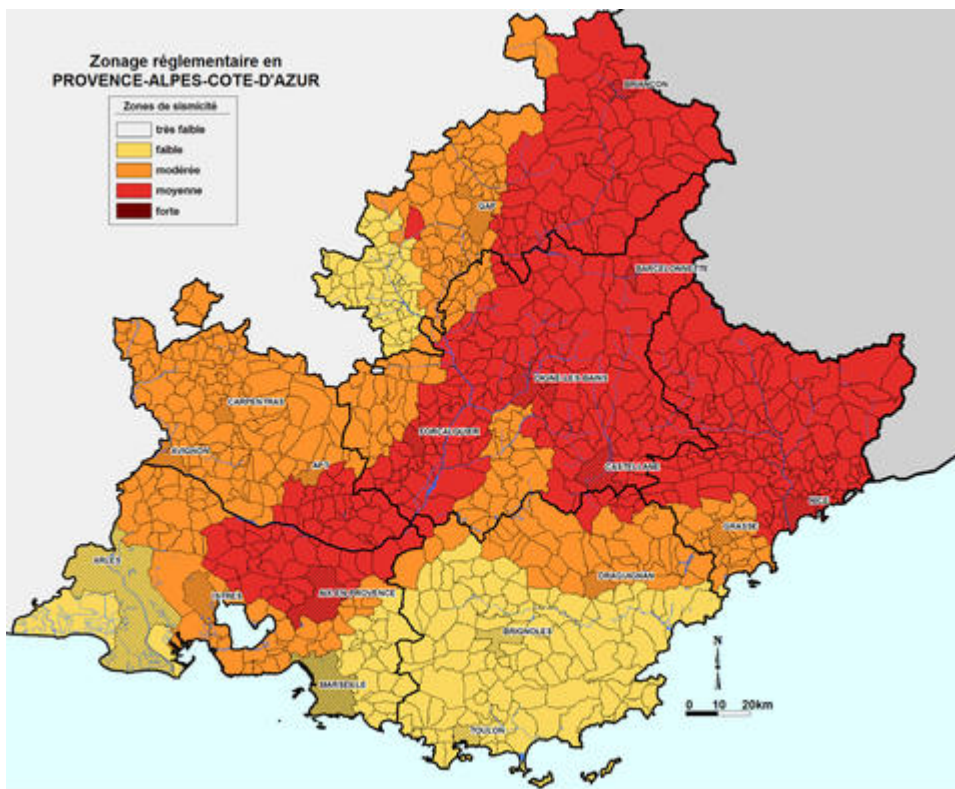 Zonage réglementaire en
PROVENCE-ALPES-COTE-D'AZUR
Zones de sismicité
très faible
faible
modérée
moyenne
forte
BRIANCON
GAP
BARCELONNETTE
DIGNE-LES-BAINS
CARPENTRAS
FORCALQUIER
AVIGNON
APT
CASTELLANE
NICE
GRASSE
ARLES
DRAGUIGNAN
ISTRES
AIX EN PROVENCE
BRIGNOLES
MARSEILLE
TOULON
N
0 10 20km